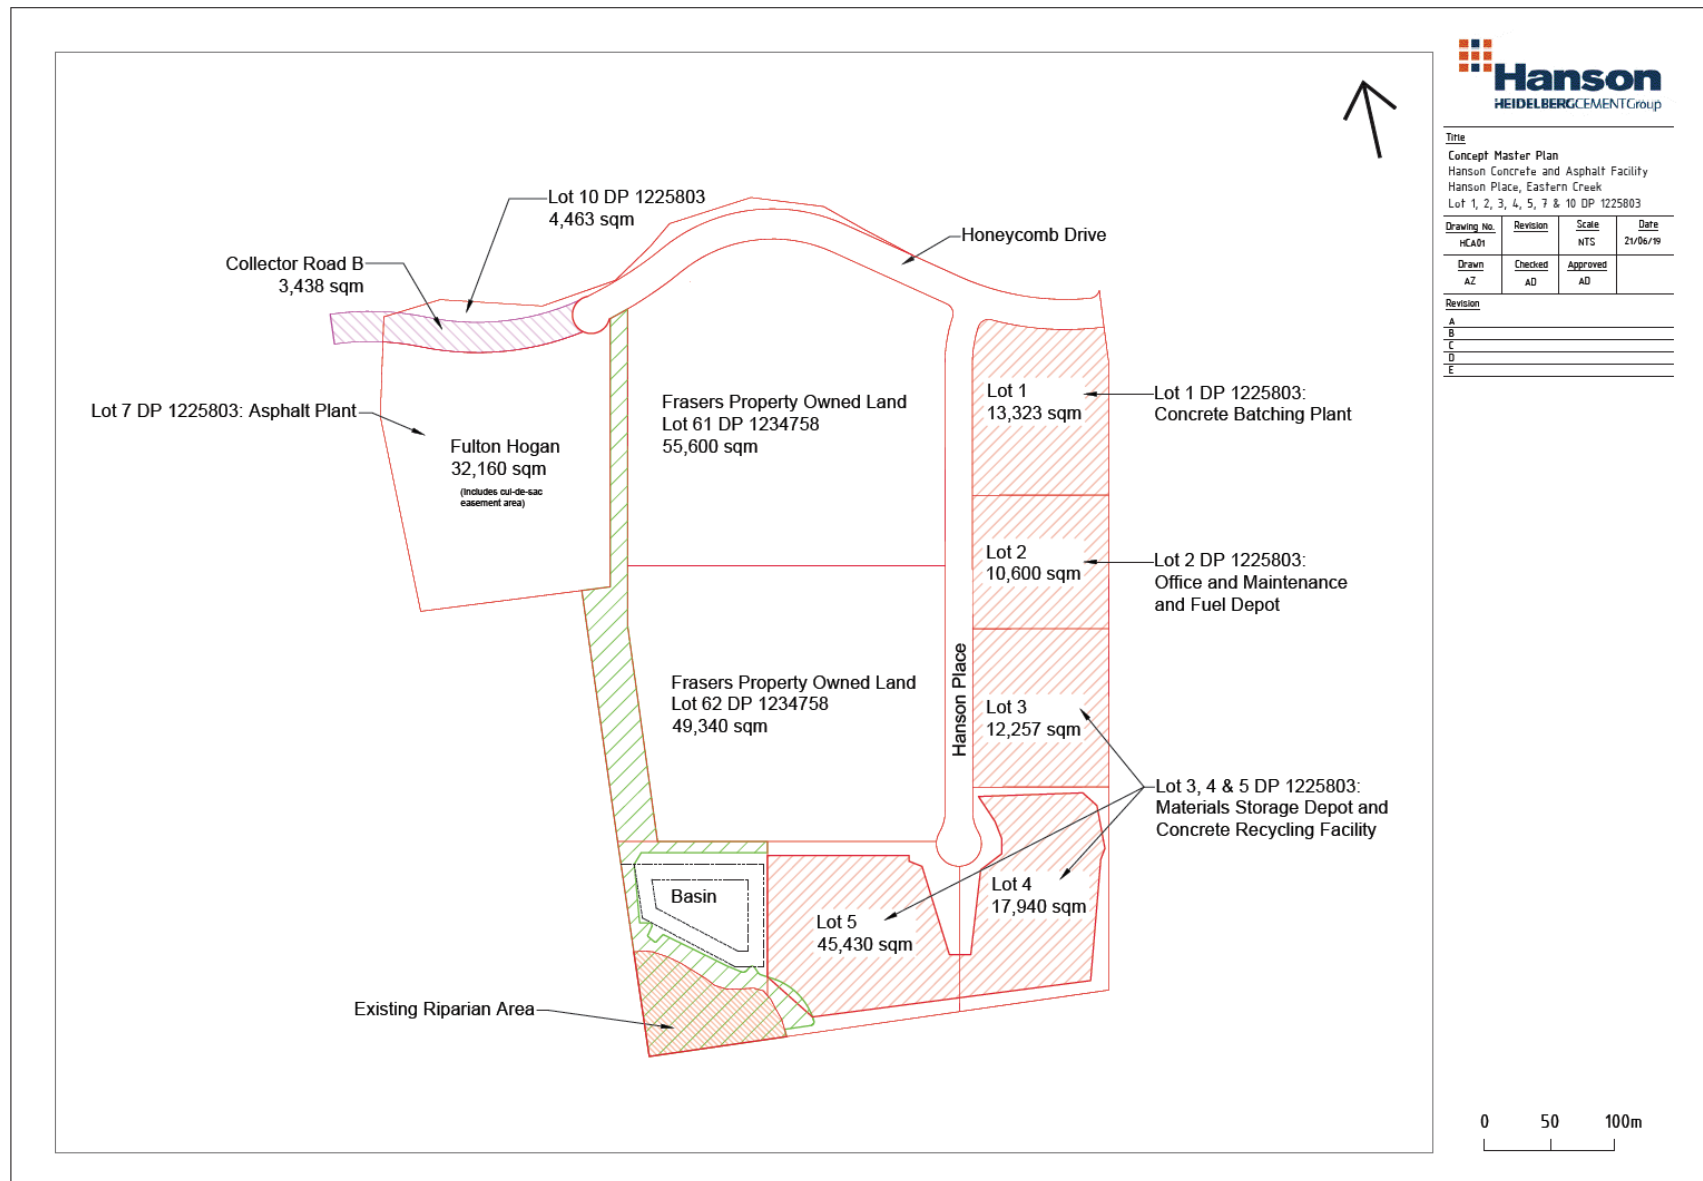 Hanson
HEIDELBERGCEMENTGroup
Title
Concept Master Plan
Hanson Concrete and Asphalt Facility
Hanson Place, Eastern Creek
Lot 1, 2, 3, 4, 5, 7 & 10 DP 1225803
Drawing No. Revision Scale Date
HCA01 NTS 21/06/19
Drawn Checked Approved
AZ AD AD
Revision
A
B
C
D
E
Lot 10 DP 1225803
4,463 sqm
Honeycomb Drive
Collector Road B
3,438 sqm
Lot 7 DP 1225803: Asphalt Plant
Fulton Hogan
32,160 sqm
(Includes cul-de-sac
easement area)
Frasers Property Owned Land
Lot 61 DP 1234758
55,600 sqm
Lot 1
13,323 sqm
Lot 1 DP 1225803:
Concrete Batching Plant
Lot 2
10,600 sqm
Lot 2 DP 1225803:
Office and Maintenance
and Fuel Depot
Frasers Property Owned Land
Lot 62 DP 1234758
49,340 sqm
Hanson Place
Lot 3
12,257 sqm
Lot 3, 4 & 5 DP 1225803:
Materials Storage Depot and
Concrete Recycling Facility
Basin
Lot 4
17,940 sqm
Lot 5
45,430 sqm
Existing Riparian Area
0 50 100m